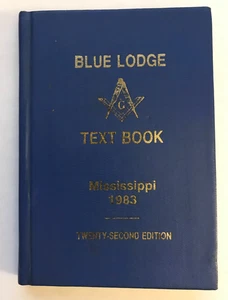 BLUE LODGE
G
TEXT BOOK
Mississippi
1983
TWENTY-SECOND EDITION